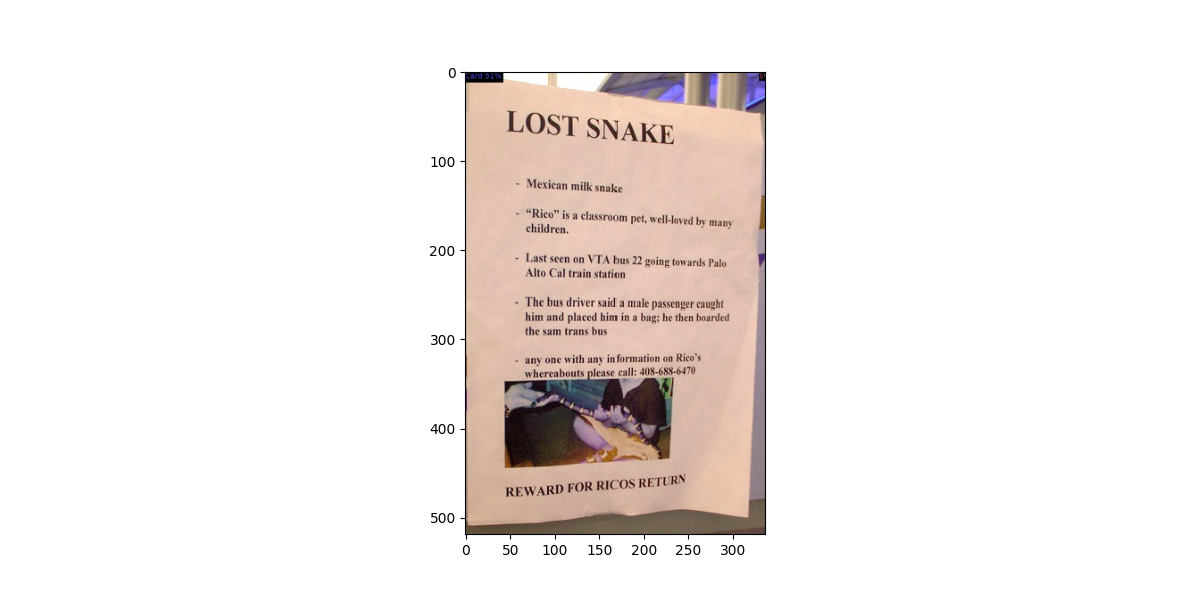 Card 51%
LOST SNAKE
- Mexican milk snake
- “Rico” is a classroom pet, well-loved by many
children.
- Last seen on VTA bus 22 going towards Palo
Alto Cal train station
- The bus driver said a male passenger caught
him and placed him in a bag; he then boarded
the sam trans bus
- any one with any information on Rico’s
whereabouts please call: 408-688-6470
REWARD FOR RICOS RETURN
0
100
200
300
400
500
0 50 100 150 200 250 300